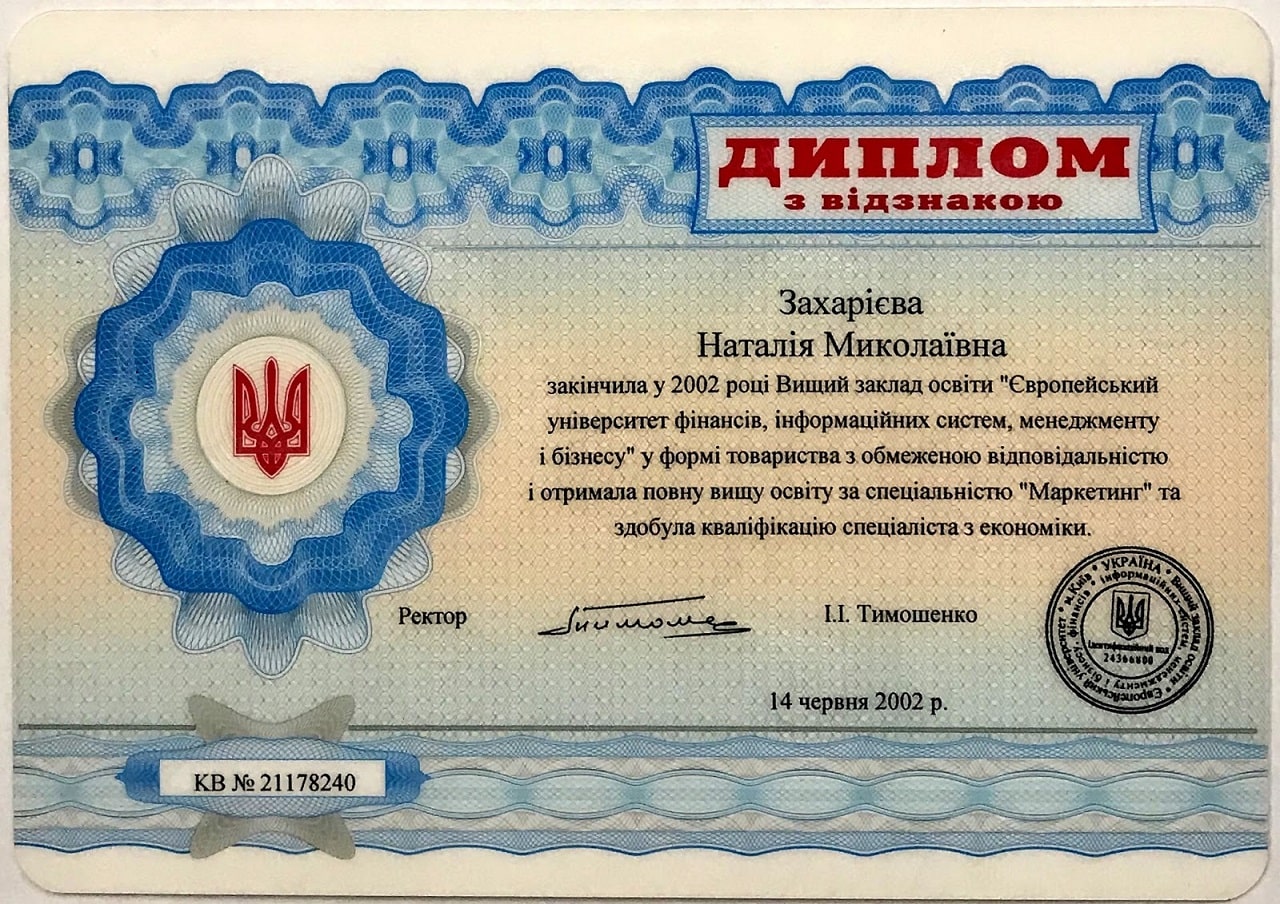 ДИПЛОМ
з відзнакою
Захарієва
Наталія Миколаївна
закінчила у 2002 році Вищий заклад освіти "Європейський
університет фінансів, інформаційних систем, менеджменту
і бізнесу" у формі товариства з обмеженою відповідальністю
і отримала повну вищу освіту за спеціальністю "Маркетинг" та
здобула кваліфікацію спеціаліста з економіки.
Ректор
І.І. Тимошенко
УКРАЇНА • Вищий заклад освіти • Європейський університет • м.Київ •
фінансів, інформаційних систем, менеджменту і бізнесу
Ідентифікаційний код
24366800
14 червня 2002 р.
КВ № 21178240